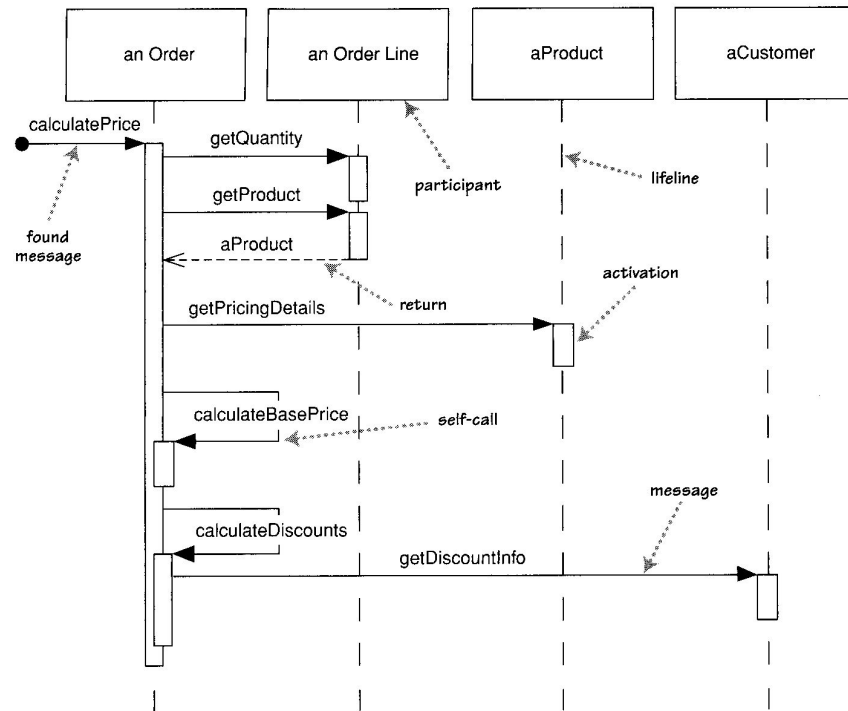 an Order
an Order Line
aProduct
aCustomer
calculatePrice
getQuantity
participant
lifeline
found
message
getProduct
aProduct
return
activation
getPricingDetails
calculateBasePrice
self-call
message
calculateDiscounts
getDiscountInfo